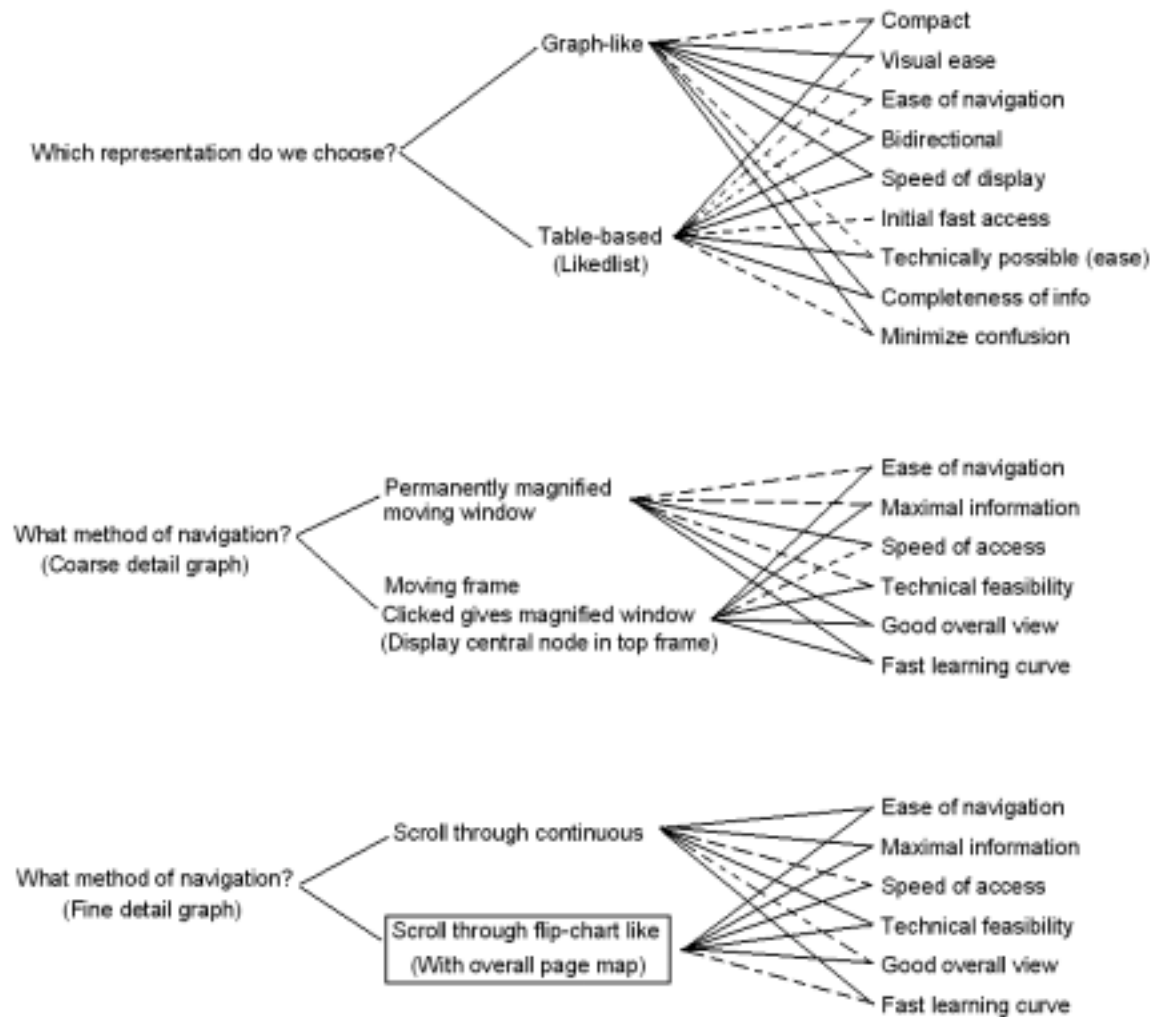 Which representation do we choose?
Graph-like
Table-based
(Likedlist)
Compact
Visual ease
Ease of navigation
Bidirectional
Speed of display
Initial fast access
Technically possible (ease)
Completeness of info
Minimize confusion
What method of navigation?
(Coarse detail graph)
Permanently magnified
moving window
Moving frame
Clicked gives magnified window
(Display central node in top frame)
Ease of navigation
Maximal information
Speed of access
Technical feasibility
Good overall view
Fast learning curve
What method of navigation?
(Fine detail graph)
Scroll through continuous
Scroll through flip-chart like
(With overall page map)
Ease of navigation
Maximal information
Speed of access
Technical feasibility
Good overall view
Fast learning curve